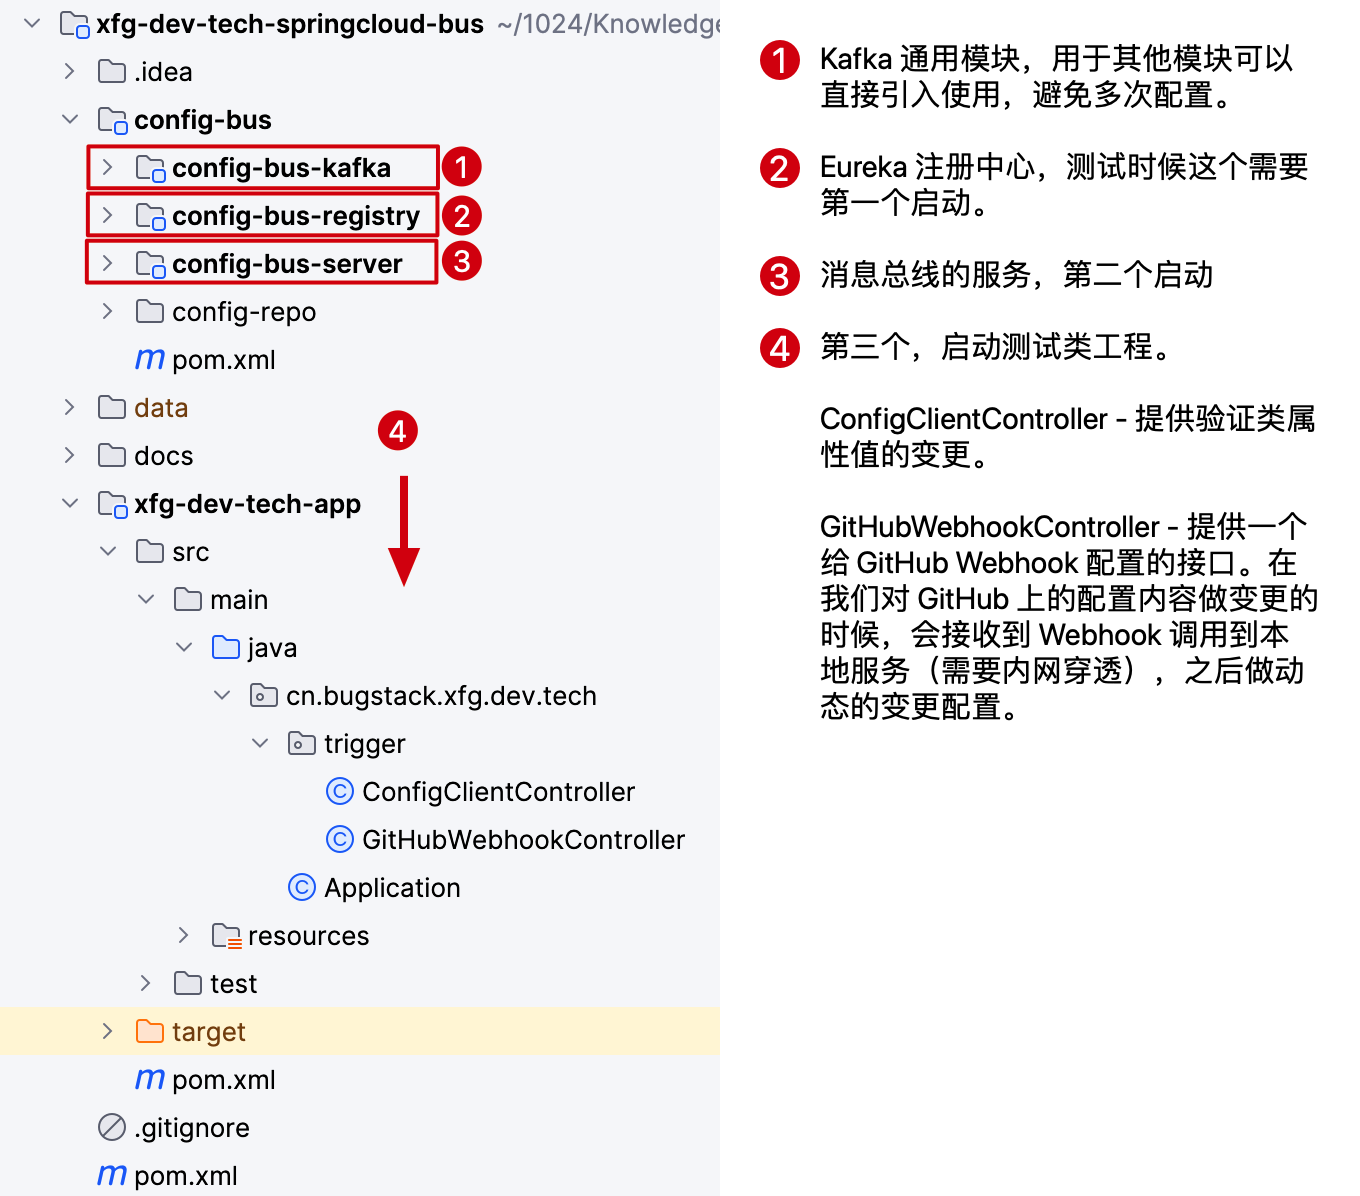 xfg-dev-tech-springcloud-bus ~/1024/Knowledge
.idea
config-bus
config-bus-kafka 1
config-bus-registry 2
config-bus-server 3
config-repo
m pom.xml
data
docs
4
xfg-dev-tech-app
src
main
java
cn.bugstack.xfg.dev.tech
trigger
C ConfigClientController
C GitHubWebhookController
C Application
resources
test
target
m pom.xml
.gitignore
m pom.xml
1 Kafka 通用模块，用于其他模块可以
直接引入使用，避免多次配置。
2 Eureka 注册中心，测试时候这个需要
第一个启动。
3 消息总线的服务，第二个启动
4 第三个，启动测试类工程。
ConfigClientController - 提供验证类属
性值的变更。
GitHubWebhookController - 提供一个
给 GitHub Webhook 配置的接口。在
我们对 GitHub 上的配置内容做变更的
时候，会接收到 Webhook 调用到本
地服务（需要内网穿透），之后做动
态的变更配置。